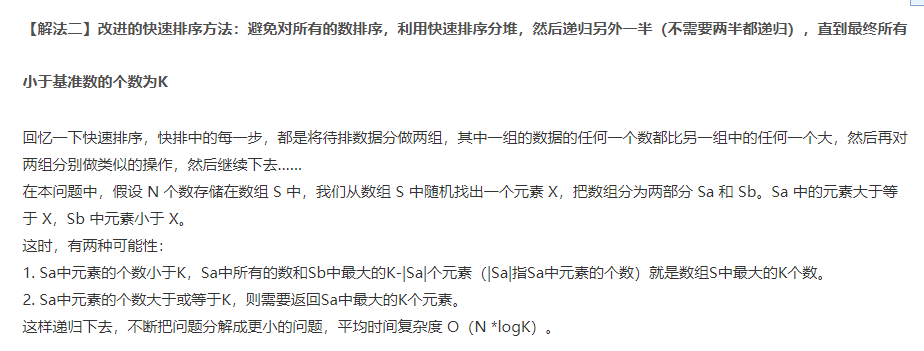 【解法二】改进的快速排序方法：避免对所有的数排序，利用快速排序分堆，然后递归另外一半（不需要两半都递归），直到最终所有
小于基准数的个数为K
回忆一下快速排序，快排中的每一步，都是将待排数据分做两组，其中一组的数据的任何一个数都比另一组中的任何一个大，然后再对
两组分别做类似的操作，然后继续下去……
在本问题中，假设 N 个数存储在数组 S 中，我们从数组 S 中随机找出一个元素 X，把数组分为两部分 Sa 和 Sb。Sa 中的元素大于等
于 X，Sb 中元素小于 X。
这时，有两种可能性：
1. Sa中元素的个数小于K，Sa中所有的数和Sb中最大的K-|Sa|个元素（|Sa|指Sa中元素的个数）就是数组S中最大的K个数。
2. Sa中元素的个数大于或等于K，则需要返回Sa中最大的K个元素。
这样递归下去，不断把问题分解成更小的问题，平均时间复杂度 O（N *logK）。